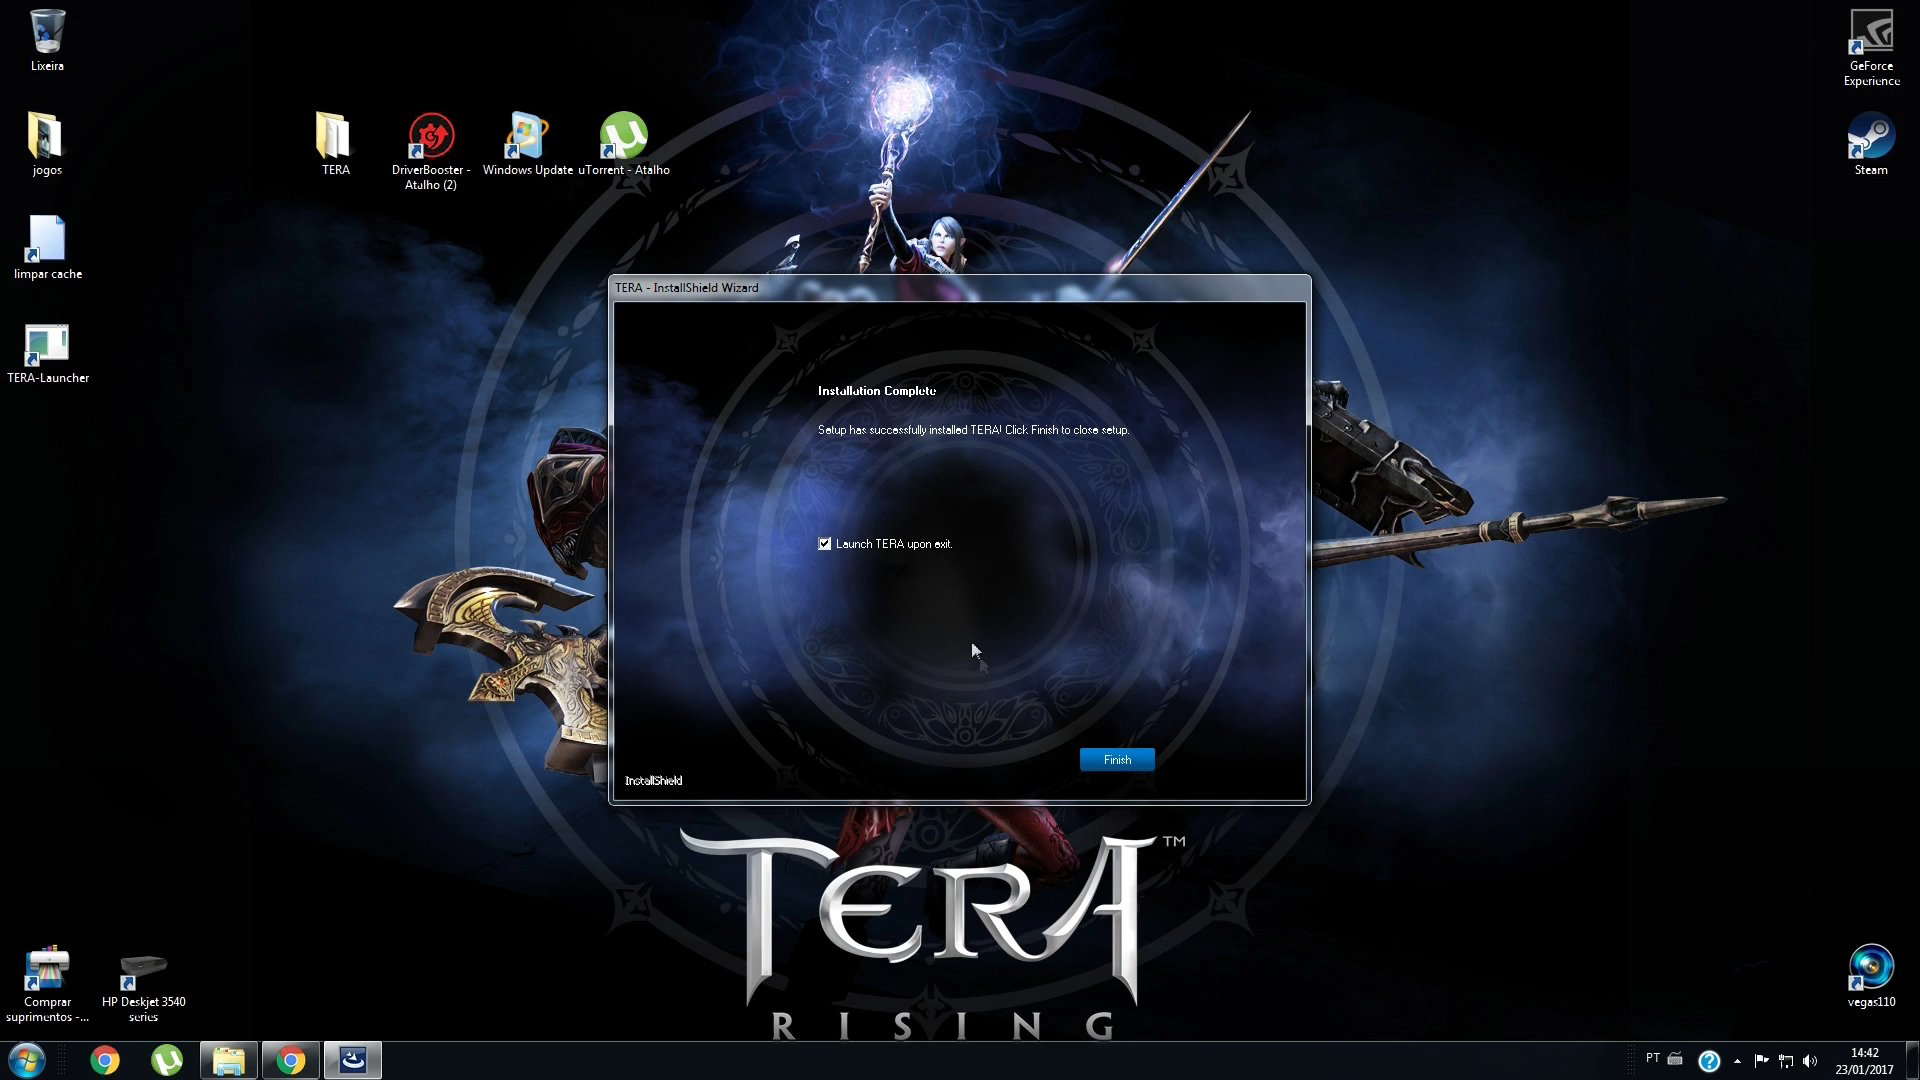 Lixeira
GeForce
Experience
jogos
TERA
DriverBooster -
Atalho (2)
Windows Update
uTorrent - Atalho
Steam
limpar cache
TERA-Launcher
TERA - InstallShield Wizard
Installation Complete
Setup has successfully installed TERA! Click Finish to close setup.
Launch TERA upon exit.
Finish
InstallShield
TERA™
RISING
Comprar
suprimentos -...
HP Deskjet 3540
series
vegas110
PT
14:42
23/01/2017